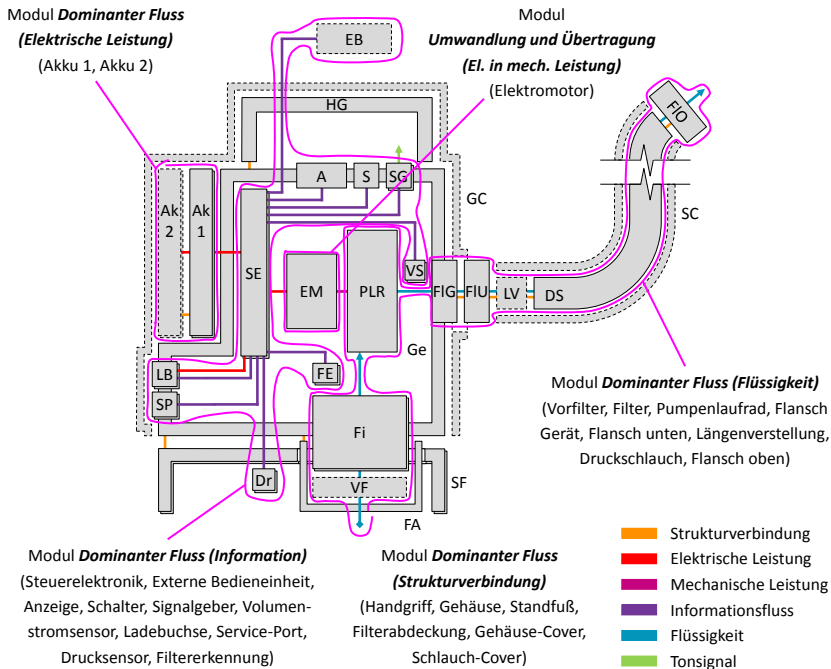 Modul Dominanter Fluss
(Elektrische Leistung)
(Akku 1, Akku 2)
Modul
Umwandlung und Übertragung
(El. in mech. Leistung)
(Elektromotor)
EB
HG
FlO
A
S
SG
GC
SC
Ak
2
Ak
1
SE
EM
PLR
VS
FlG
FlU
LV
DS
Ge
LB
FE
SP
Fi
Dr
VF
SF
FA
Modul Dominanter Fluss (Flüssigkeit)
(Vorfilter, Filter, Pumpenlaufrad, Flansch
Gerät, Flansch unten, Längenverstellung,
Druckschlauch, Flansch oben)
Modul Dominanter Fluss (Information)
(Steuerelektronik, Externe Bedieneinheit,
Anzeige, Schalter, Signalgeber, Volumen-
stromsensor, Ladebuchse, Service-Port,
Drucksensor, Filtererkennung)
Modul Dominanter Fluss
(Strukturverbindung)
(Handgriff, Gehäuse, Standfuß,
Filterabdeckung, Gehäuse-Cover,
Schlauch-Cover)
Strukturverbindung
Elektrische Leistung
Mechanische Leistung
Informationsfluss
Flüssigkeit
Tonsignal